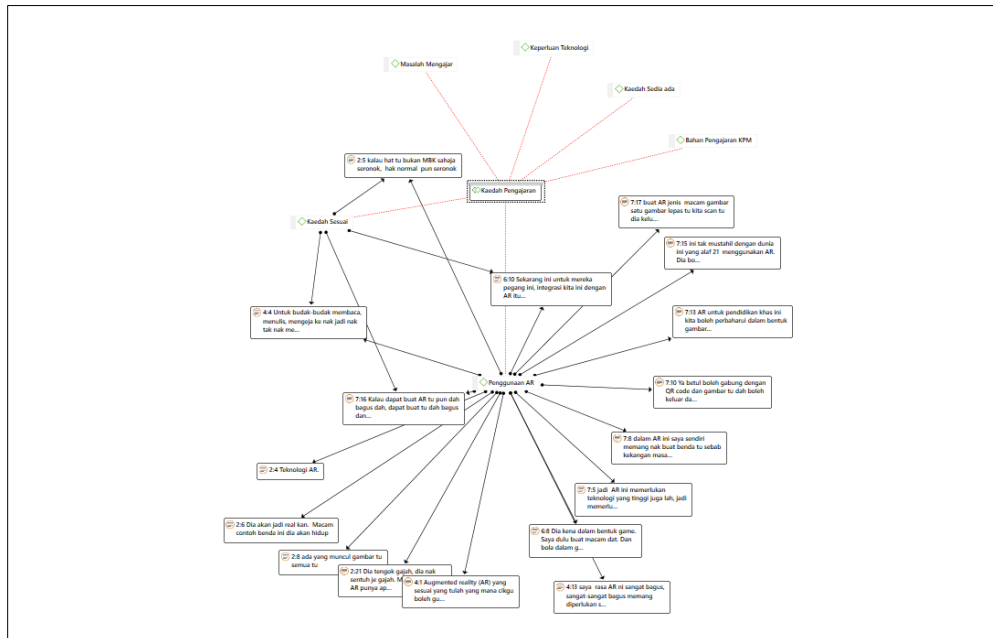 Keperluan Teknologi
Masalah Mengajar
Kaedah Sedia ada
Bahan Pengajaran KPM
2:5 kalau hat tu bukan MBK sahaja
seronok, hak normal pun seronok
Kaedah Pengajaran
7:17 buat AR jenis macam gambar
satu gambar lepas tu kita scan tu
dia kelu...
Kaedah Sesuai
7:15 ini tak mustahil dengan dunia
ini yang alaf 21 menggunakan AR.
Dia bo...
6:10 Sekarang ini untuk mereka
pegang ini, integrasi kita ini dengan
AR itu...
4:4 Untuk budak-budak membaca,
menulis, mengeja ke nak jadi nak
tak nak me...
7:13 AR untuk pendidikan khas ini
kita boleh perbaharui dalam bentuk
gambar...
Penggunaan AR
7:10 Ya betul boleh gabung dengan
QR code dan gambar tu dah boleh
keluar da...
7:16 Kalau dapat buat AR tu pun dah
bagus dah, dapat buat tu dah bagus
dan...
7:8 dalam AR ini saya sendiri
memang nak buat benda tu sebab
kekangan masa...
2:4 Teknologi AR.
7:5 jadi AR ini memerlukan
teknologi yang tinggi juga lah, jadi
memerlu...
2:6 Dia akan jadi real kan. Macam
contoh benda ini dia akan hidup
6:8 Dia kena dalam bentuk game.
Saya dulu buat macam dat. Dan
bola dalam g...
2:8 ada yang muncul gambar tu
semua tu
2:21 Dia tengok gajah, dia nak
sentuh je gajah. M
AR punya ap...
4:1 Augmented reality (AR) yang
sesuai yang tulah yang mana cikgu
boleh gu...
4:13 saya rasa AR ni sangat bagus,
sangat-sangat bagus memang
diperlukan s...